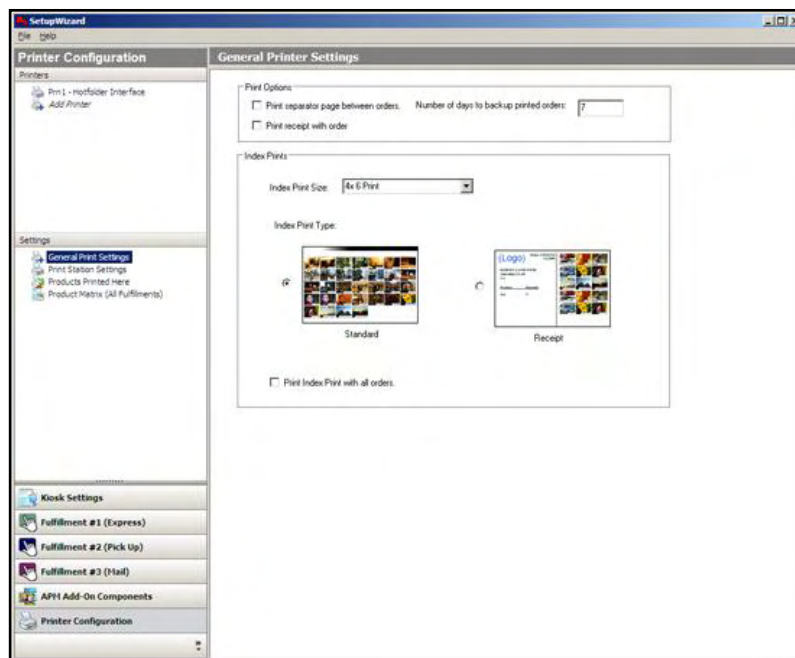 SetupWizard
File Help
Printer Configuration
General Printer Settings
Printers
Prn1 - Hotfolder Interface
Add Printer
Print Options
Print separator page between orders.
Number of days to backup printed orders:
7
Print receipt with order
Index Prints
Index Print Size:
4x 6 Print
Index Print Type:
(Logo)
Standard
Receipt
Print Index Print with all orders.
Settings
General Print Settings
Print Station Settings
Products Printed Here
Product Matrix (All Fulfillments)
Kiosk Settings
Fulfillment #1 (Express)
Fulfillment #2 (Pick Up)
Fulfillment #3 (Mail)
APM Add-On Components
Printer Configuration